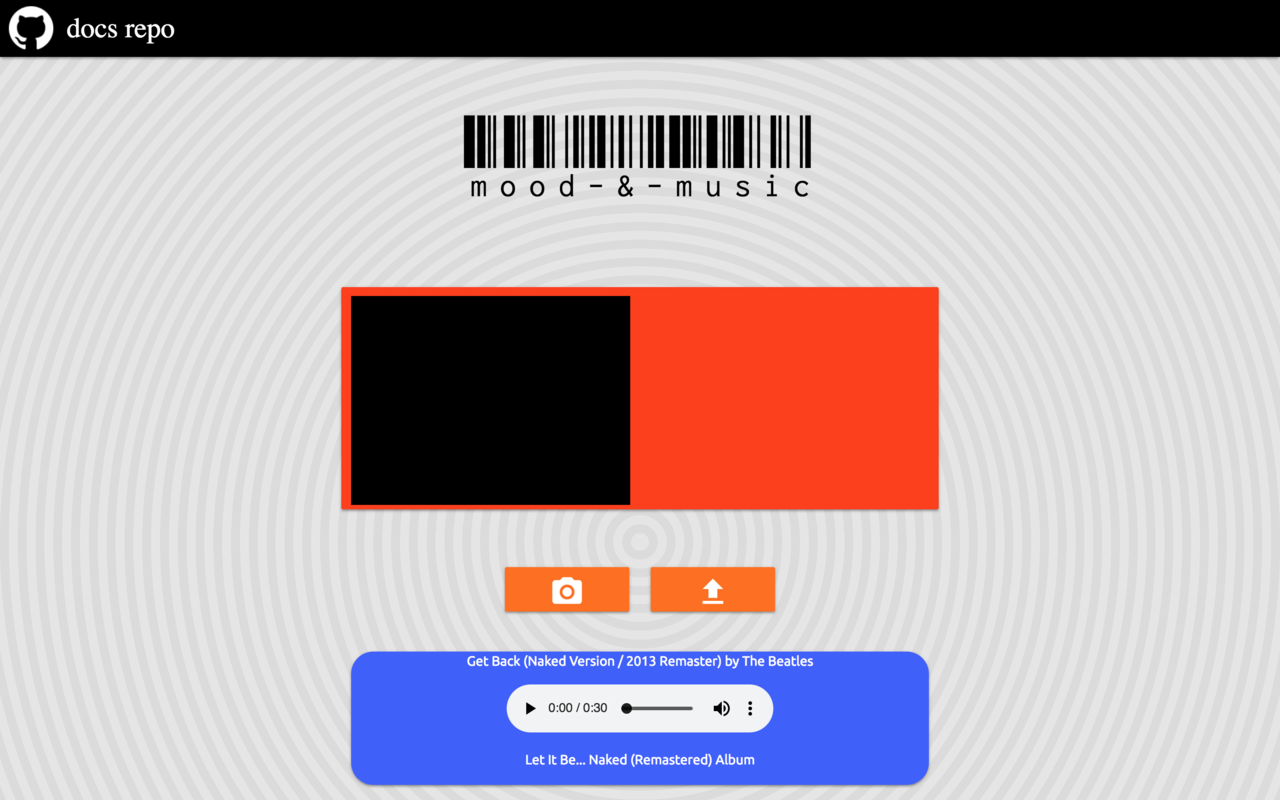 docs repo
mood-&-music
Get Back (Naked Version / 2013 Remaster) by The Beatles
0:00 / 0:30
Let It Be... Naked (Remastered) Album